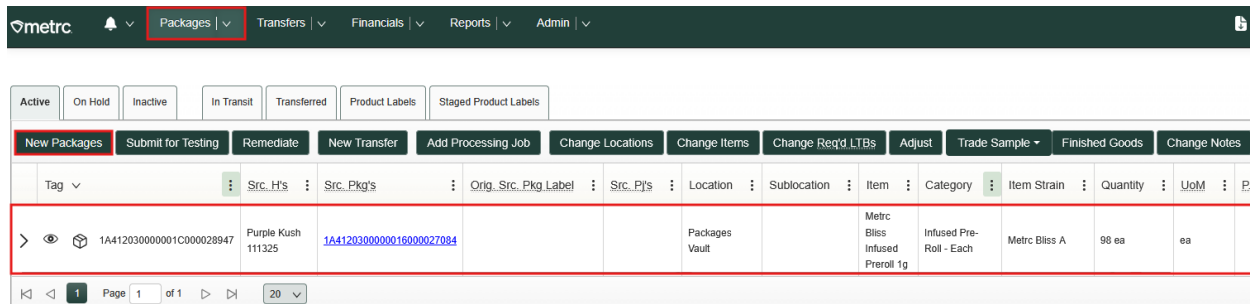 metrc Packages Transfers Financials Reports Admin
Active On Hold Inactive In Transit Transferred Product Labels Staged Product Labels
New Packages Submit for Testing Remediate New Transfer Add Processing Job Change Locations Change Items Change Req'd LTBs Adjust Trade Sample Finished Goods Change Notes
Tag Src. H's Src. Pkg's Orig. Src. Pkg Label Src. Pj's Location Sublocation Item Category Item Strain Quantity UoM
1A412030000001C000028947 Purple Kush 111325 1A4120300000016000027084 Packages Vault Metrc Bliss Infused Preroll 1g Infused Pre-Roll - Each Metrc Bliss A 98 ea ea
1 Page 1 of 1 20